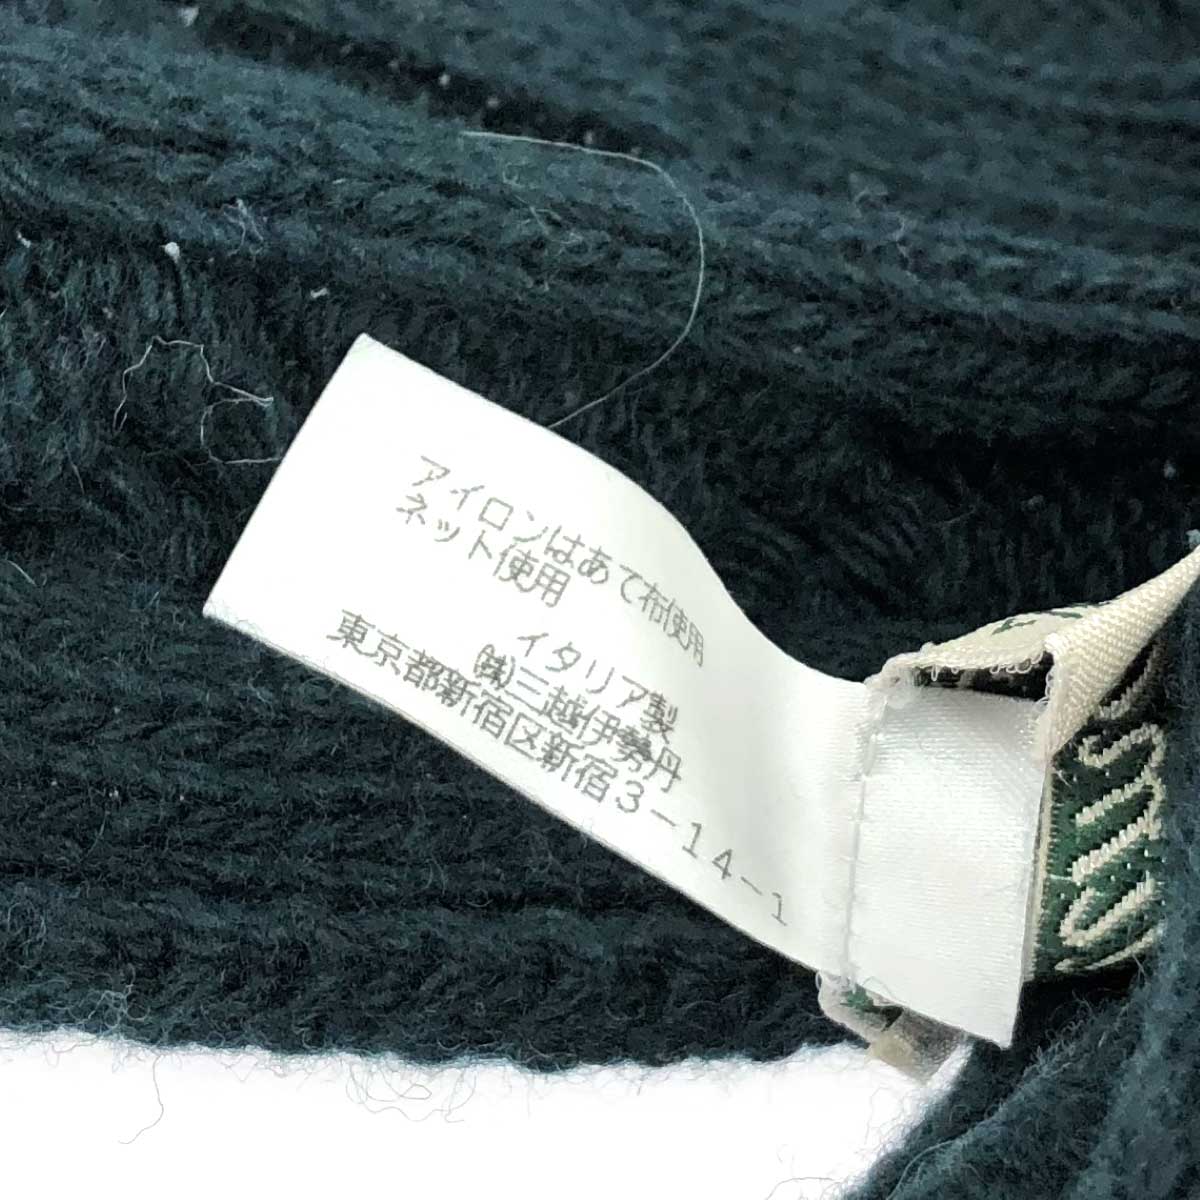 アイロンはあて布使用
ネット使用
イタリア製
㈱三越伊勢丹
東京都新宿区新宿3-14-1